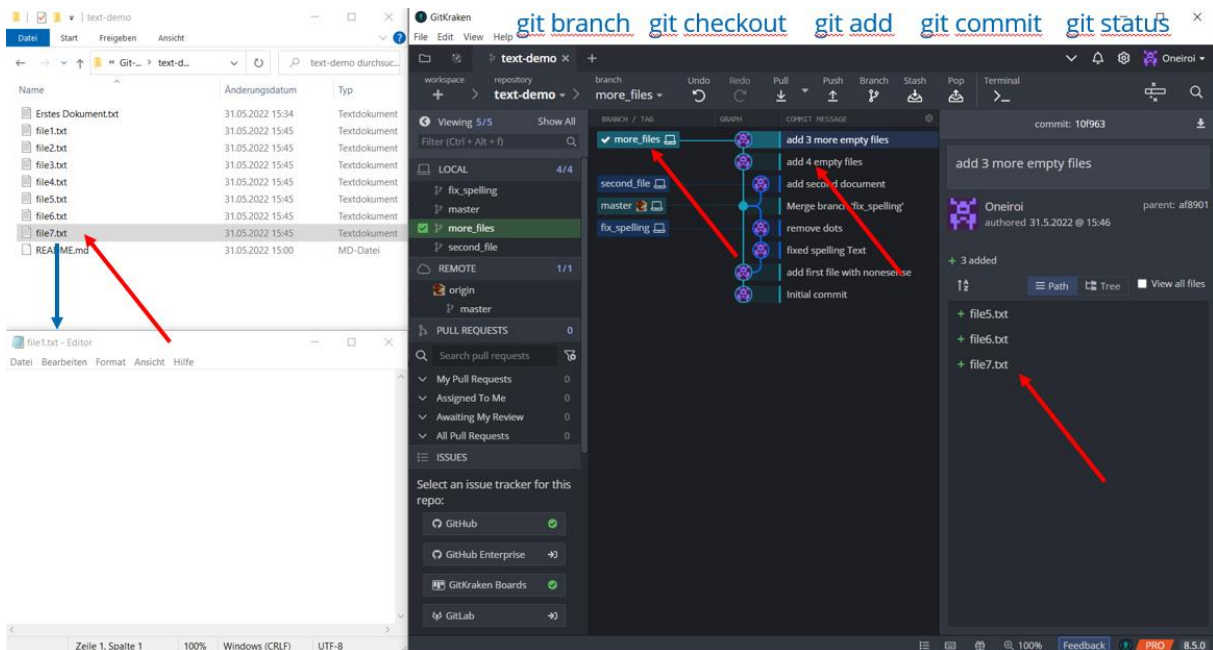 text-demo
Datei Start Freigeben Ansicht
« Git-... > text-d...
text-demo durchsuc...
Name Änderungsdatum Typ
Erstes Dokument.txt 31.05.2022 15:34 Textdokument
file1.txt 31.05.2022 15:45 Textdokument
file2.txt 31.05.2022 15:45 Textdokument
file3.txt 31.05.2022 15:45 Textdokument
file4.txt 31.05.2022 15:45 Textdokument
file5.txt 31.05.2022 15:45 Textdokument
file6.txt 31.05.2022 15:45 Textdokument
file7.txt 31.05.2022 15:45 Textdokument
README.md 31.05.2022 15:00 MD-Datei
file1.txt - Editor
Datei Bearbeiten Format Ansicht Hilfe
Zeile 1, Spalte 1 100% Windows (CRLF) UTF-8
GitKraken
git branch git checkout git add git commit git status
File Edit View Help
text-demo
Oneiroi
workspace repository branch Undo Redo Pull Push Branch Stash Pop Terminal
text-demo more_files
Viewing 5/5 Show All
Filter (Ctrl + Alt + f)
LOCAL 4/4
fix_spelling
master
more_files
second_file
REMOTE 1/1
origin
master
PULL REQUESTS 0
Search pull requests
My Pull Requests 0
Assigned To Me 0
Awaiting My Review 0
All Pull Requests 0
ISSUES
Select an issue tracker for this
repo:
GitHub
GitHub Enterprise
GitKraken Boards
GitLab
BRANCH / TAG GRAPH COMMIT MESSAGE
more_files add 3 more empty files
add 4 empty files
second_file add second document
master Merge branch 'fix_spelling'
fix_spelling remove dots
fixed spelling Text
add first file with nonesense
Initial commit
commit: 10f963
add 3 more empty files
Oneiroi parent: af8901
authored 31.5.2022 @ 15:46
+ 3 added
Path Tree View all files
+ file5.txt
+ file6.txt
+ file7.txt
100% Feedback PRO 8.5.0